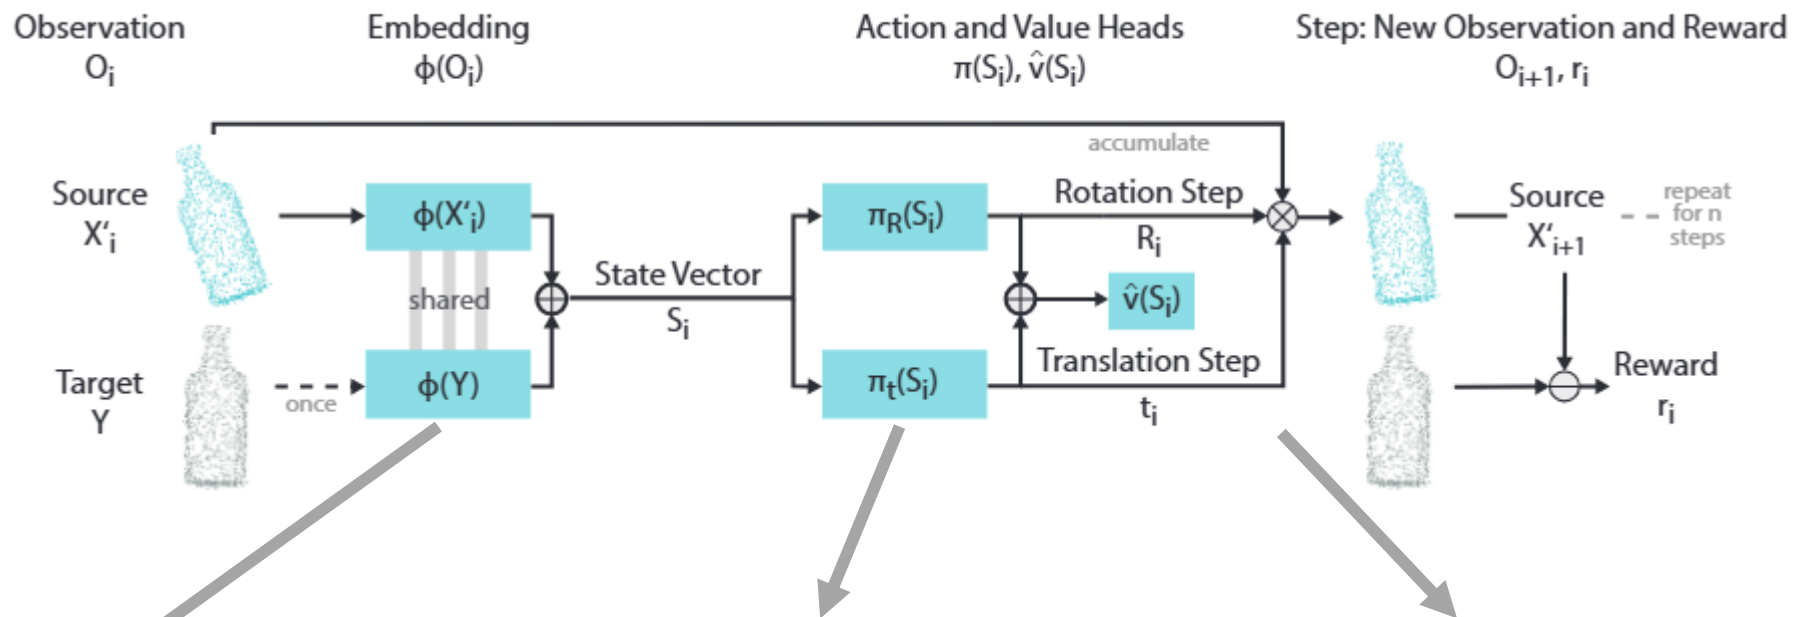 Observation
Oᵢ
Embedding
ϕ(Oᵢ)
Action and Value Heads
π(Sᵢ), v̂(Sᵢ)
Step: New Observation and Reward
Oᵢ₊₁, rᵢ
accumulate
Source
X‘ᵢ
ϕ(X‘ᵢ)
shared
State Vector
Sᵢ
π_R(Sᵢ)
Rotation Step
Rᵢ
v̂(Sᵢ)
Source
X‘ᵢ₊₁
repeat
for n
steps
Target
Y
once
ϕ(Y)
πₜ(Sᵢ)
Translation Step
tᵢ
Reward
rᵢ